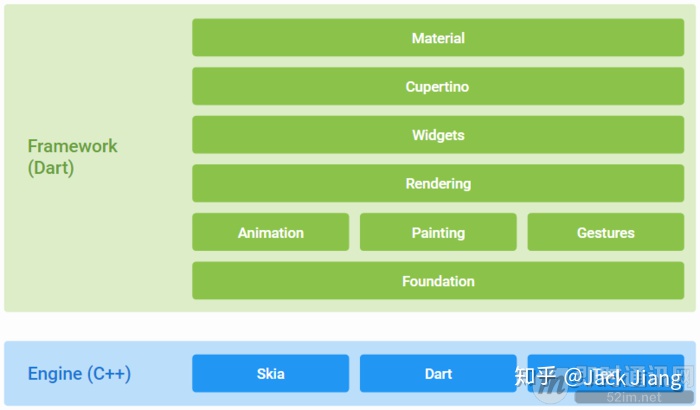 Material
Cupertino
Widgets
Framework
(Dart)
Rendering
Animation Painting Gestures
Foundation
Engine (C++) Skia Dart
知乎 @Jack Jiang
52im.net